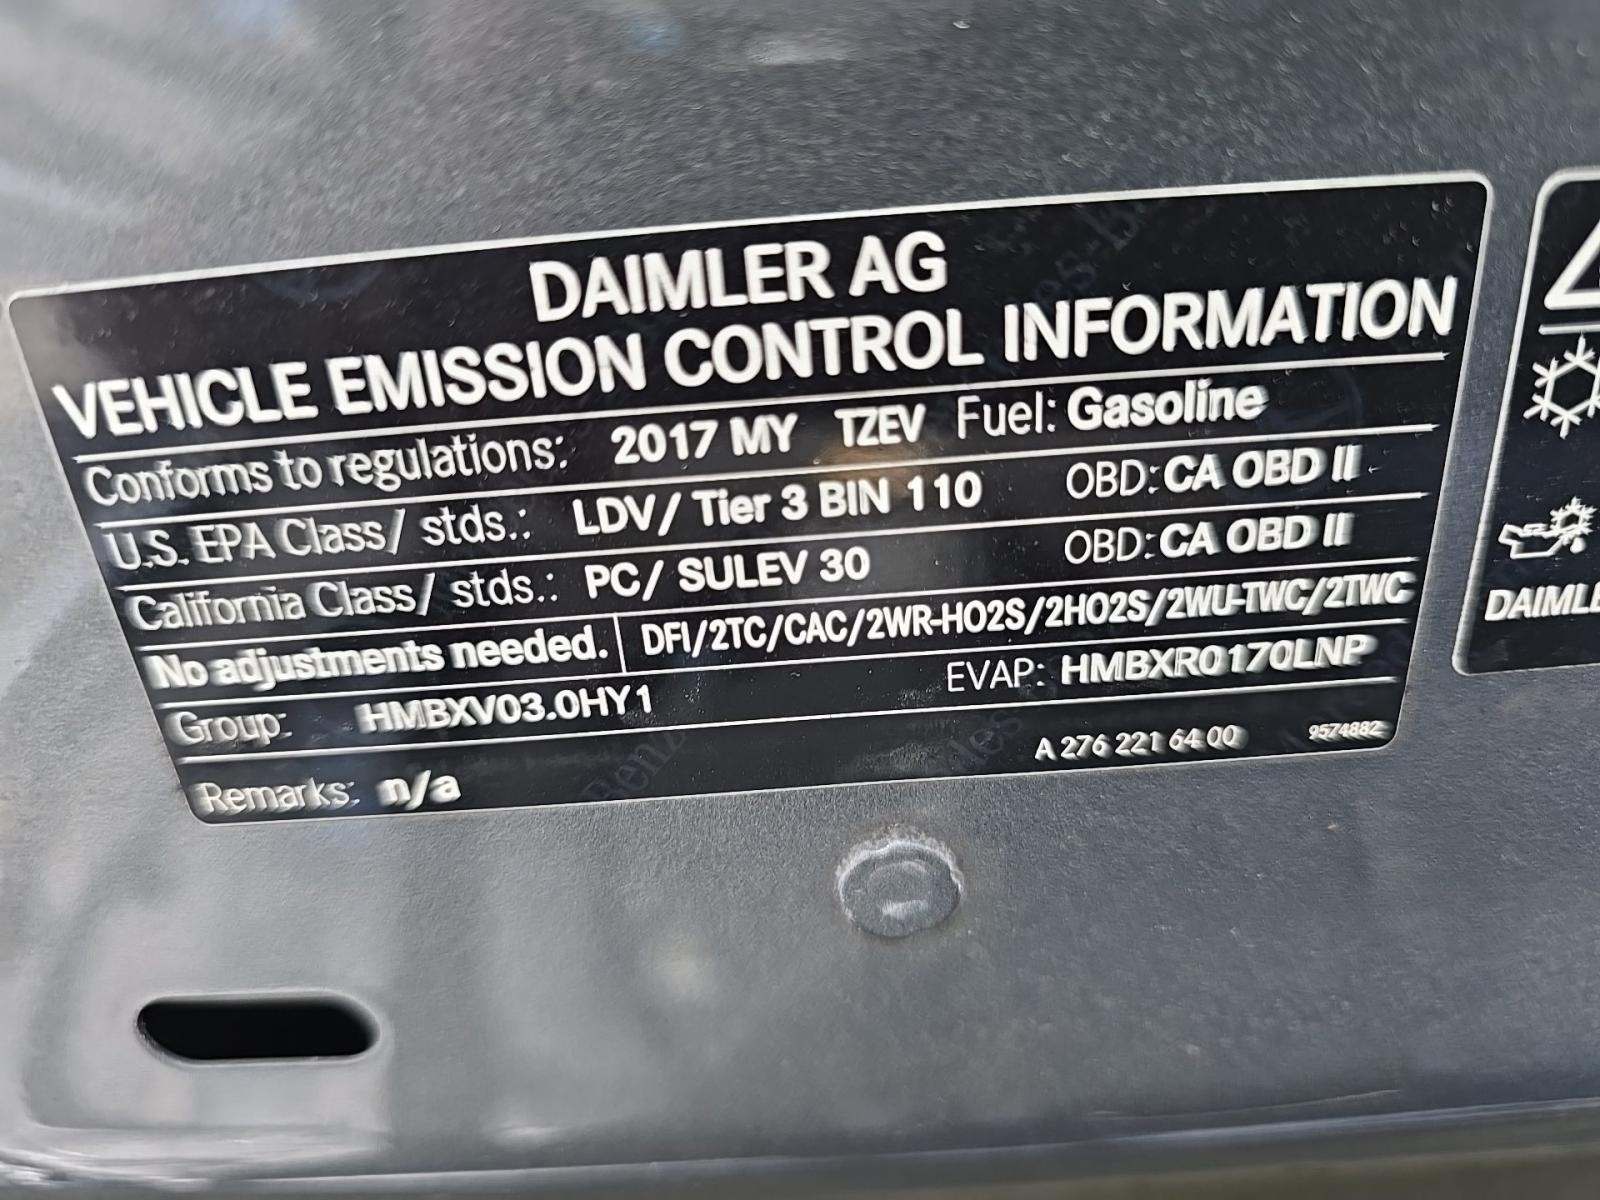 DAIMLER AG
VEHICLE EMISSION CONTROL INFORMATION
Conforms to regulations: 2017 MY TZEV Fuel: Gasoline
U.S. EPA Class/ stds.: LDV/ Tier 3 BIN 110 OBD: CA OBD II
California Class/ stds.: PC/ SULEV 30 OBD: CA OBD II
No adjustments needed. DFI/2TC/CAC/2WR-HO2S/2HO2S/2WU-TWC/2TWC
Group: HMBXV03.0HY1 EVAP: HMBXR0170LNP
Remarks: n/a A 276 221 64 00 9574882
DAIMLE